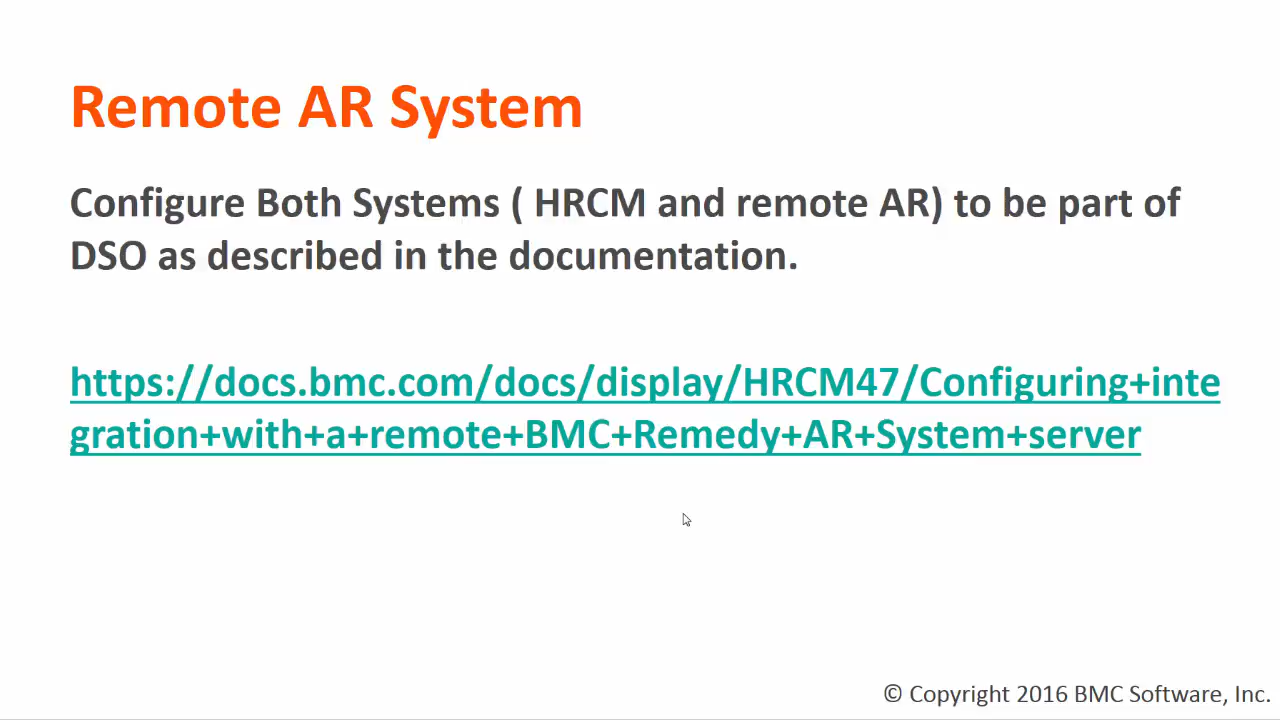 Remote AR System
Configure Both Systems ( HRCM and remote AR) to be part of
DSO as described in the documentation.
https://docs.bmc.com/docs/display/HRCM47/Configuring+inte
gration+with+a+remote+BMC+Remedy+AR+System+server
© Copyright 2016 BMC Software, Inc.